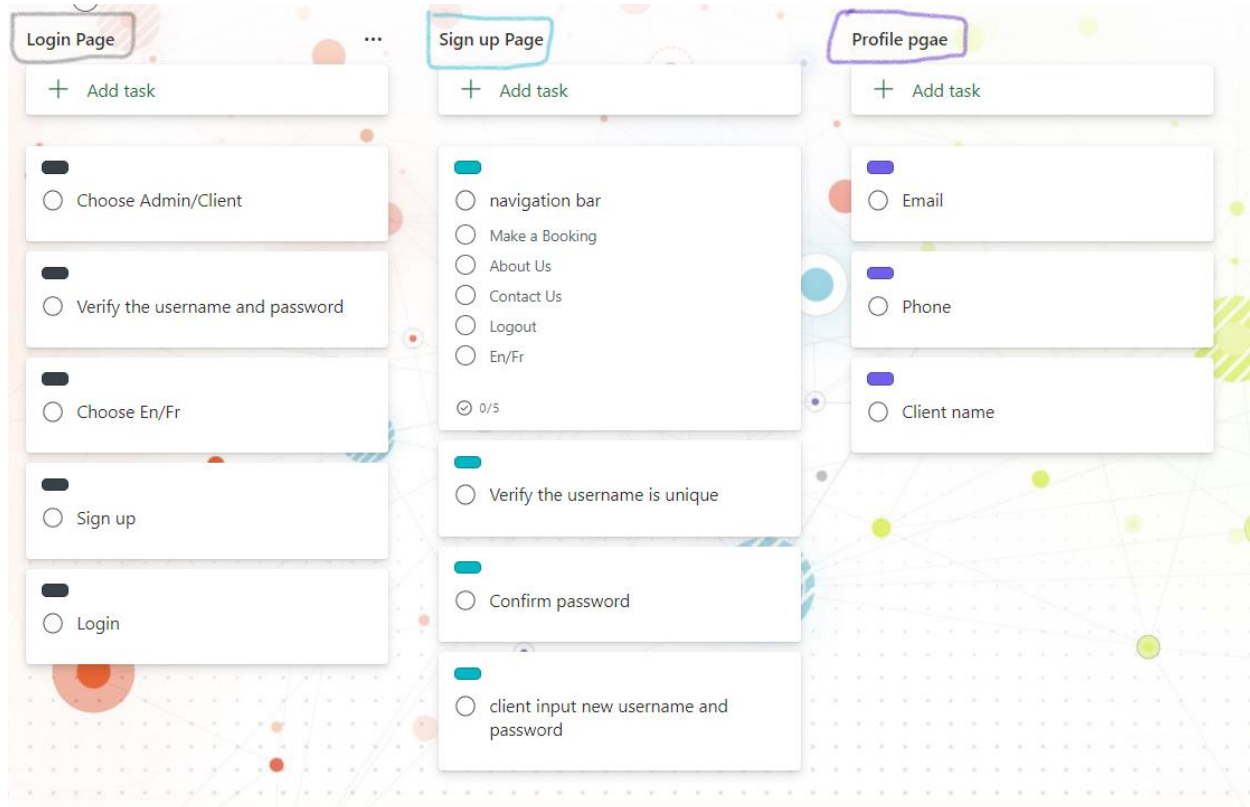 Login Page
Add task
Choose Admin/Client
Verify the username and password
Choose En/Fr
Sign up
Login
Sign up Page
Add task
navigation bar
Make a Booking
About Us
Contact Us
Logout
En/Fr
0/5
Verify the username is unique
Confirm password
client input new username and
password
Profile pgae
Add task
Email
Phone
Client name